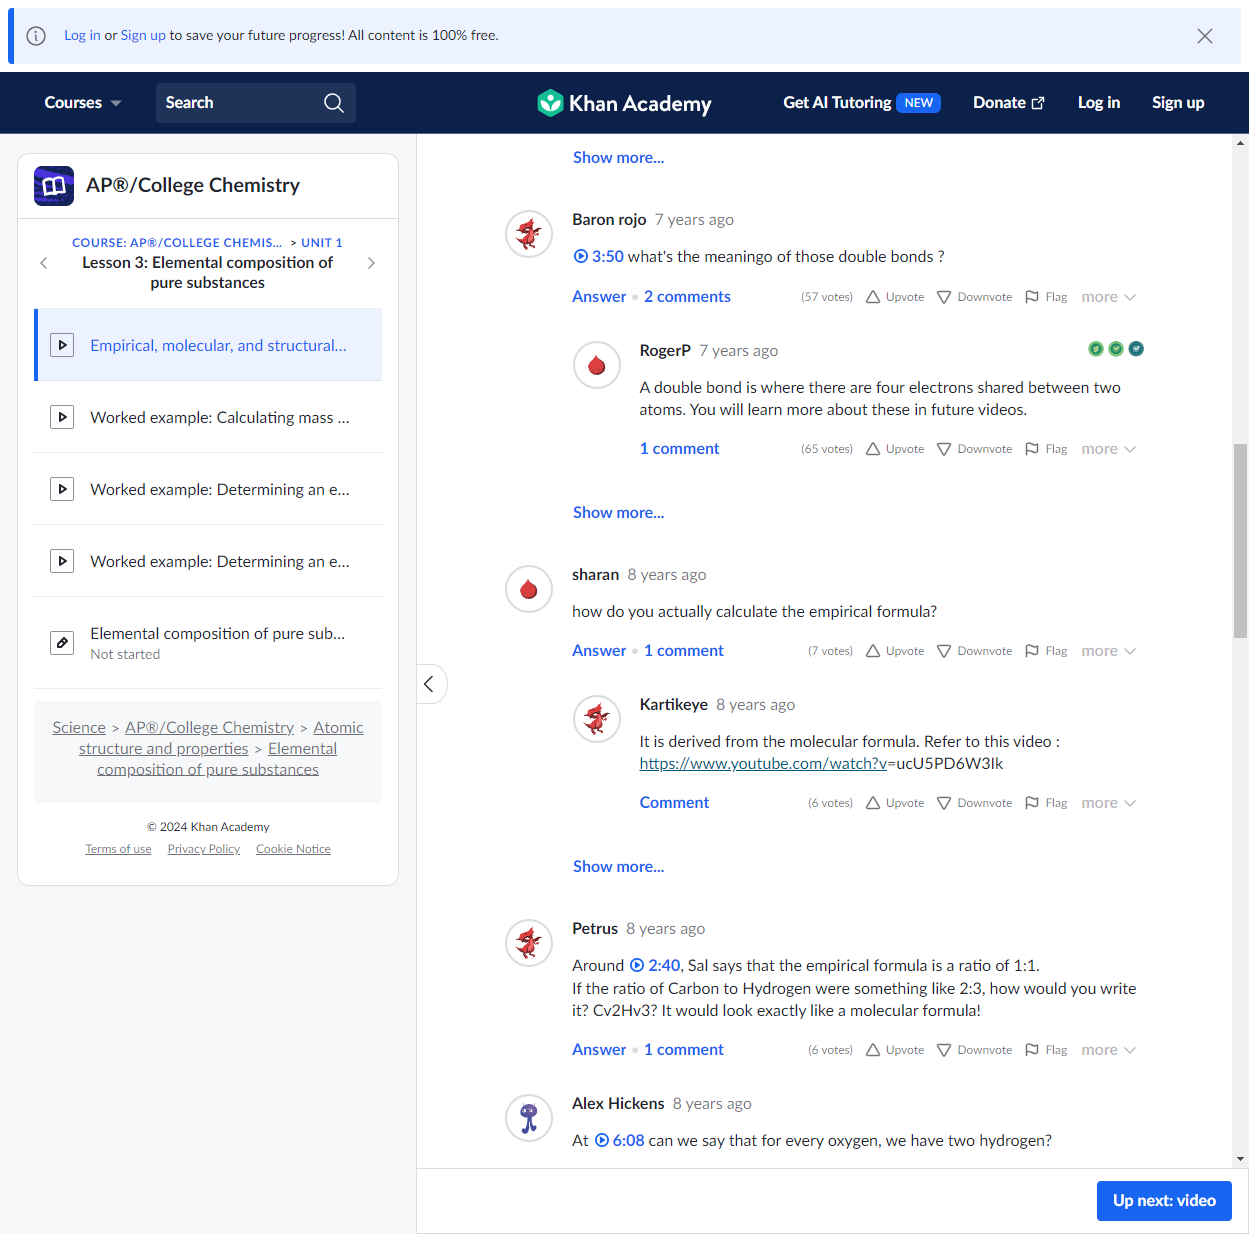 Log in or Sign up to save your future progress! All content is 100% free.
Courses
Search
Khan Academy
Get AI Tutoring NEW
Donate
Log in
Sign up
AP®/College Chemistry
COURSE: AP®/COLLEGE CHEMIS... > UNIT 1
Lesson 3: Elemental composition of
pure substances
Empirical, molecular, and structural...
Worked example: Calculating mass ...
Worked example: Determining an e...
Worked example: Determining an e...
Elemental composition of pure sub...
Not started
Science > AP®/College Chemistry > Atomic
structure and properties > Elemental
composition of pure substances
© 2024 Khan Academy
Terms of use Privacy Policy Cookie Notice
Show more...
Baron rojo 7 years ago
3:50 what's the meaningo of those double bonds ?
Answer • 2 comments (57 votes) Upvote Downvote Flag more
RogerP 7 years ago
A double bond is where there are four electrons shared between two
atoms. You will learn more about these in future videos.
1 comment (65 votes) Upvote Downvote Flag more
Show more...
sharan 8 years ago
how do you actually calculate the empirical formula?
Answer • 1 comment (7 votes) Upvote Downvote Flag more
Kartikeye 8 years ago
It is derived from the molecular formula. Refer to this video :
https://www.youtube.com/watch?v=ucU5PD6W3Ik
Comment (6 votes) Upvote Downvote Flag more
Show more...
Petrus 8 years ago
Around 2:40, Sal says that the empirical formula is a ratio of 1:1.
If the ratio of Carbon to Hydrogen were something like 2:3, how would you write
it? Cv2Hv3? It would look exactly like a molecular formula!
Answer • 1 comment (6 votes) Upvote Downvote Flag more
Alex Hickens 8 years ago
At 6:08 can we say that for every oxygen, we have two hydrogen?
Up next: video